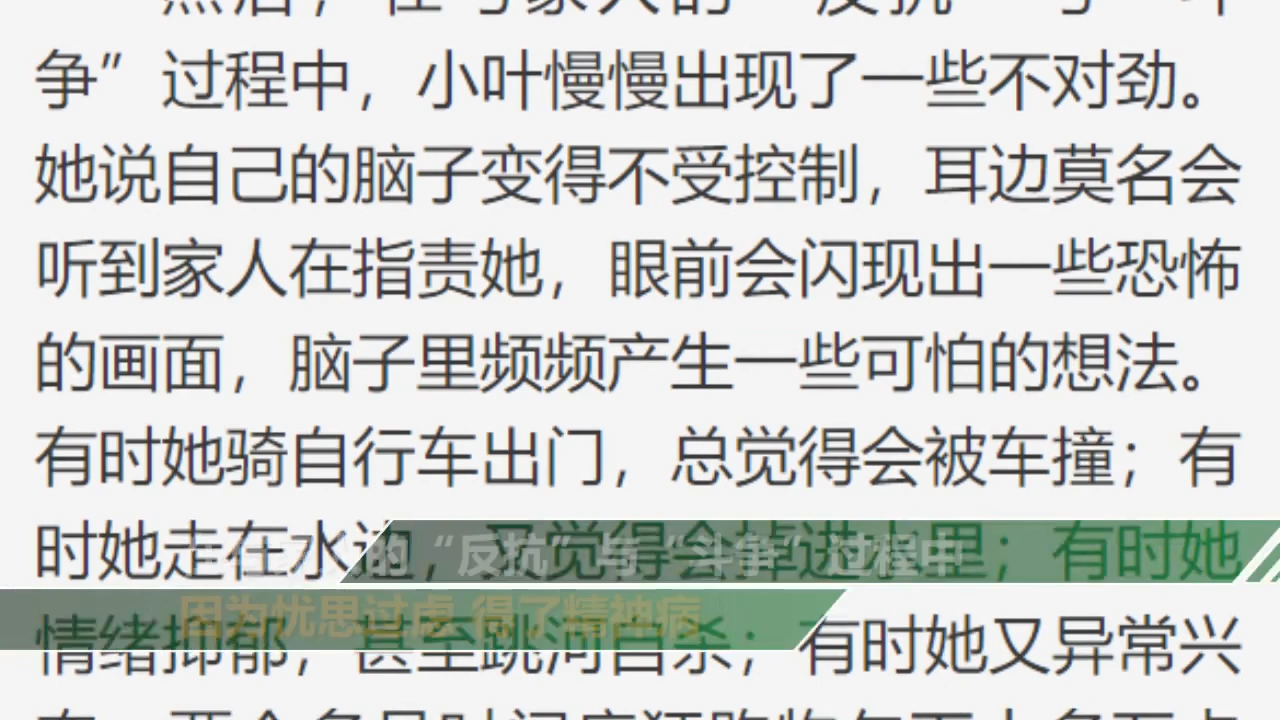 争”过程中，小叶慢慢出现了一些不对劲。
她说自己的脑子变得不受控制，耳边莫名会
听到家人在指责她，眼前会闪现出一些恐怖
的画面，脑子里频频产生一些可怕的想法。
有时她骑自行车出门，总觉得会被车撞；有
时她走在水边，又觉得会掉进水里；有时她
的“反抗”与“斗争”过程中
因为忧思过虑 得了精神病
情绪抑郁，甚至跳河自杀；有时她又异常兴